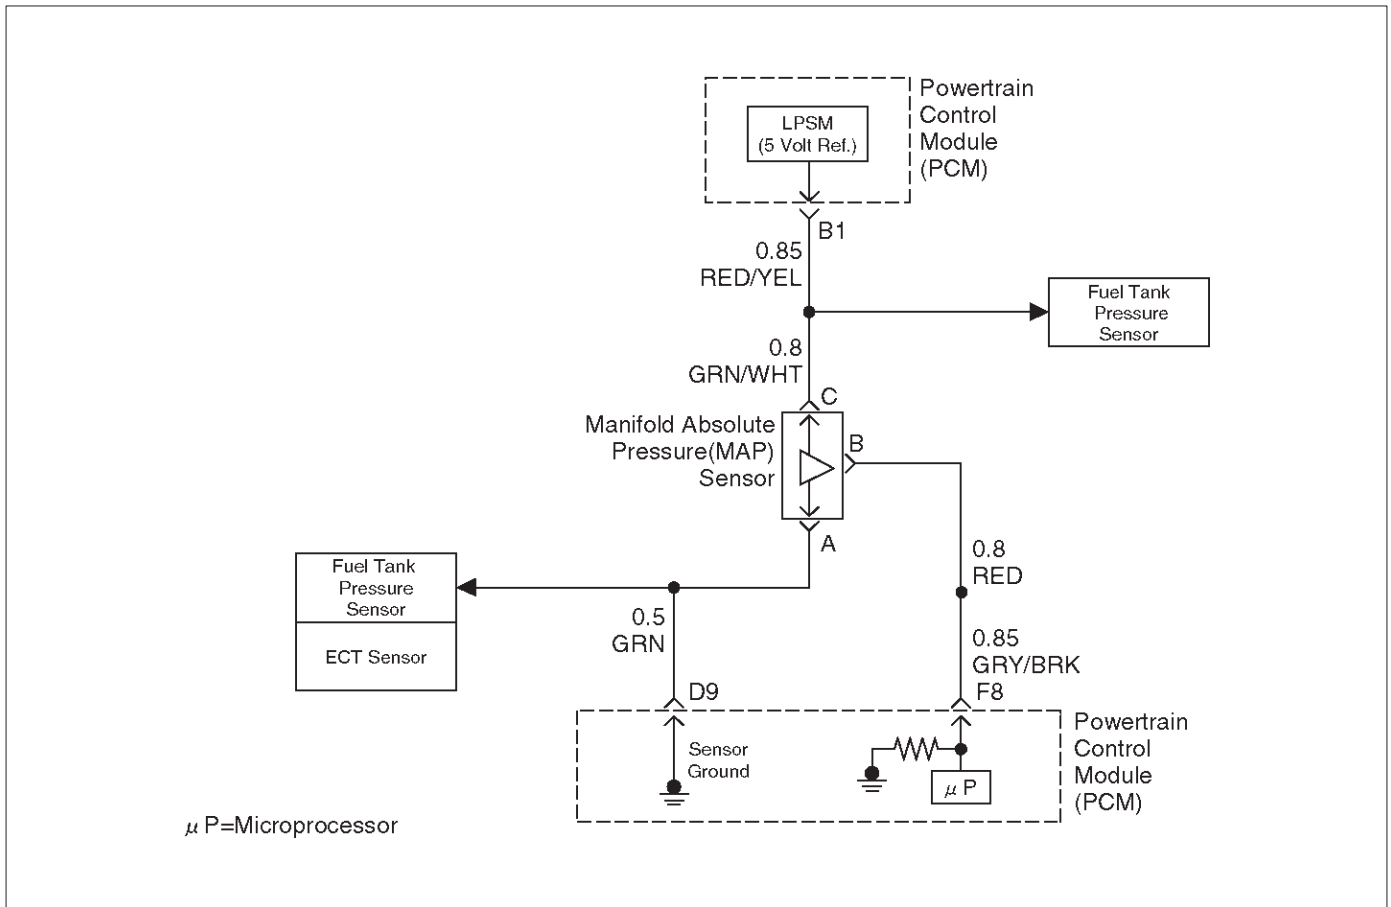 LPSM
(5 Volt Ref.)
Powertrain
Control
Module
(PCM)
B1
0.85
RED/YEL
Fuel Tank
Pressure
Sensor
0.8
GRN/WHT
C
Manifold Absolute
Pressure(MAP)
Sensor
B
A
Fuel Tank
Pressure
Sensor
ECT Sensor
0.5
GRN
0.8
RED
0.85
GRY/BRK
D9
F8
Sensor
Ground
μ P
Powertrain
Control
Module
(PCM)
μ P=Microprocessor